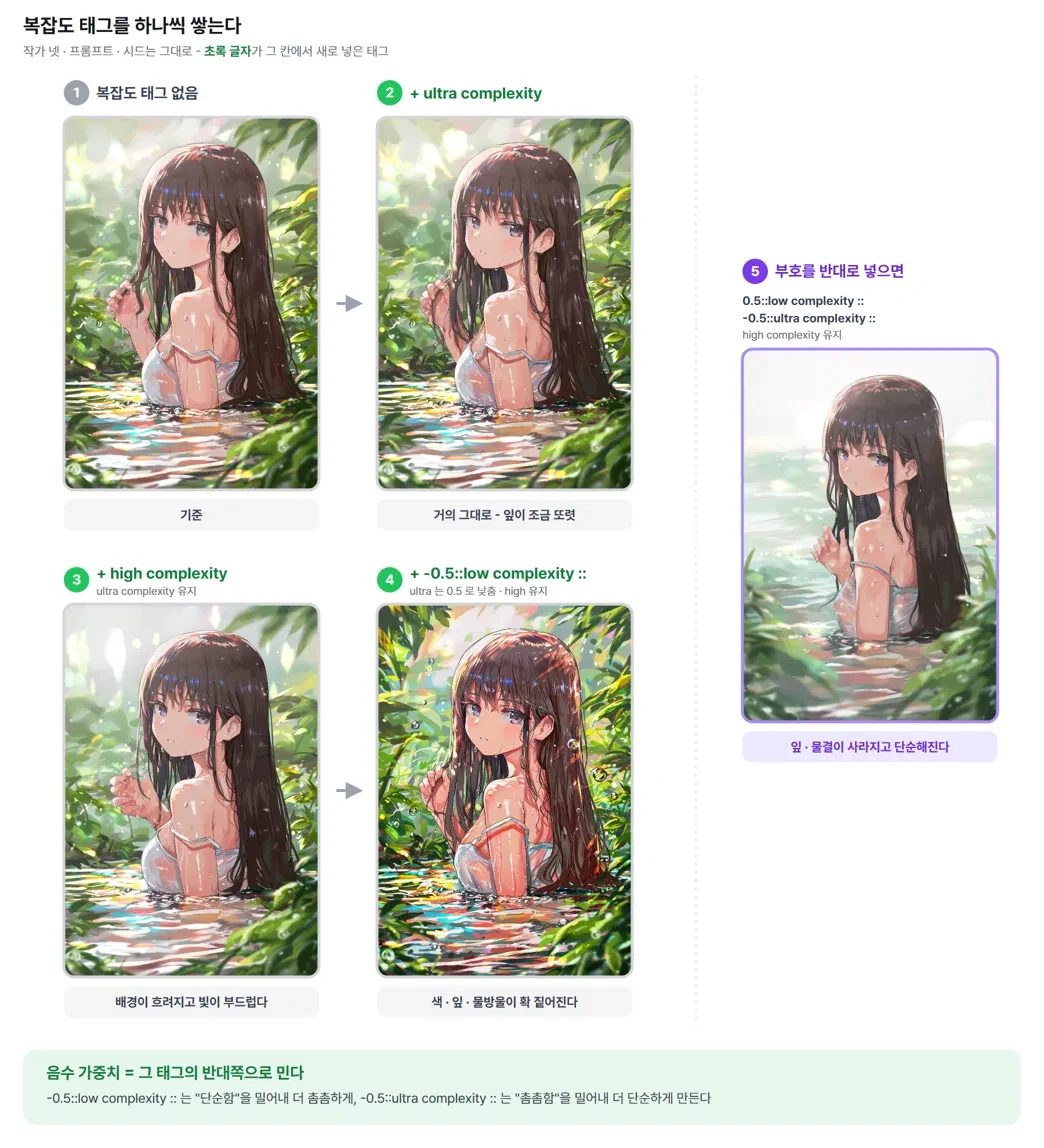 복잡도 태그를 하나씩 쌓는다
작가 넷 · 프롬프트 · 시드는 그대로 - 초록 글자가 그 칸에서 새로 넣은 태그
1 복잡도 태그 없음
2 + ultra complexity
기준
거의 그대로 - 잎이 조금 또렷
3 + high complexity
ultra complexity 유지
4 + -0.5::low complexity ::
ultra 는 0.5 로 낮춤 · high 유지
배경이 흐려지고 빛이 부드럽다
색 · 잎 · 물방울이 확 짙어진다
5 부호를 반대로 넣으면
0.5::low complexity ::
-0.5::ultra complexity ::
high complexity 유지
잎 · 물결이 사라지고 단순해진다
음수 가중치 = 그 태그의 반대쪽으로 민다
-0.5::low complexity :: 는 "단순함"을 밀어내 더 촘촘하게, -0.5::ultra complexity :: 는 "촘촘함"을 밀어내 더 단순하게 만든다